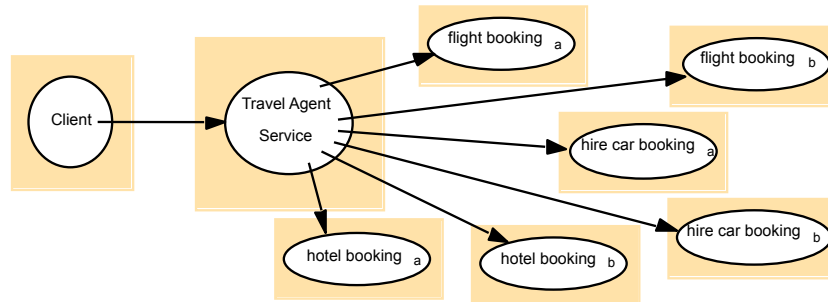 flight booking a
flight booking b
Client
Travel Agent
Service
hire car booking a
hire car booking b
hotel booking a
hotel booking b